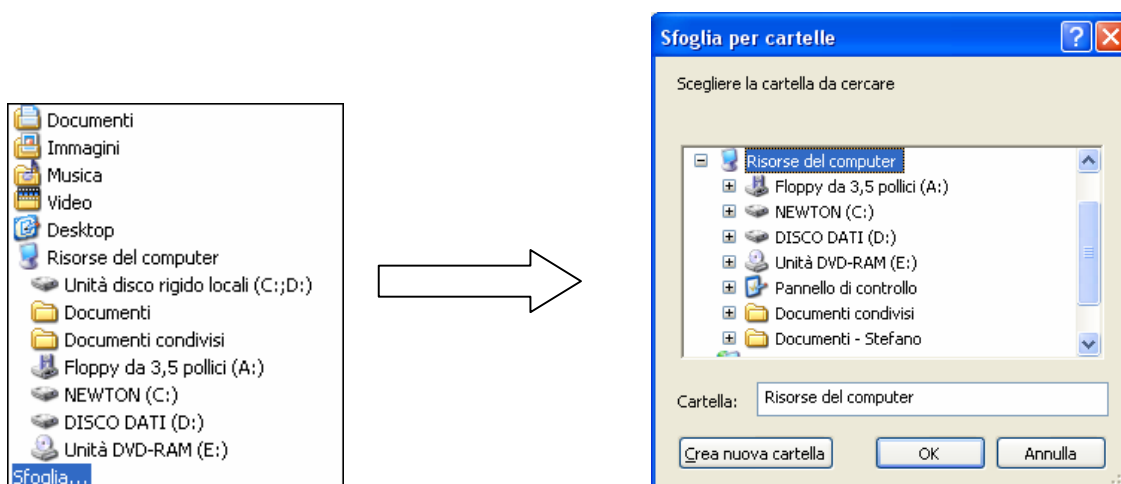 Documenti
Immagini
Musica
Video
Desktop
Risorse del computer
Unità disco rigido locali (C:;D:)
Documenti
Documenti condivisi
Floppy da 3,5 pollici (A:)
NEWTON (C:)
DISCO DATI (D:)
Unità DVD-RAM (E:)
Sfoglia...
Sfoglia per cartelle
Scegliere la cartella da cercare
Risorse del computer
Floppy da 3,5 pollici (A:)
NEWTON (C:)
DISCO DATI (D:)
Unità DVD-RAM (E:)
Pannello di controllo
Documenti condivisi
Documenti - Stefano
Cartella: Risorse del computer
Crea nuova cartella OK Annulla